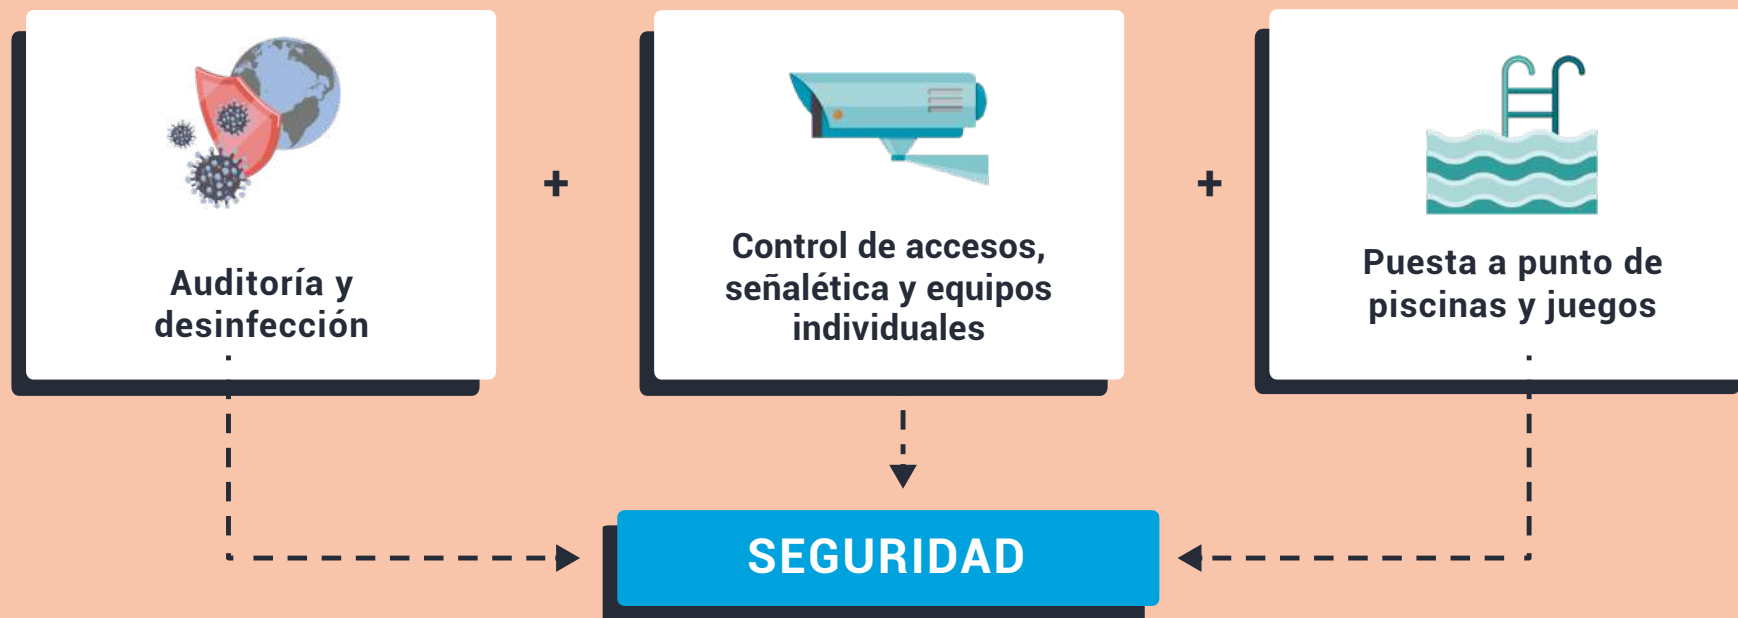 Auditoría y
desinfección
+
Control de accesos,
señalética y equipos
individuales
+
Puesta a punto de
piscinas y juegos
SEGURIDAD